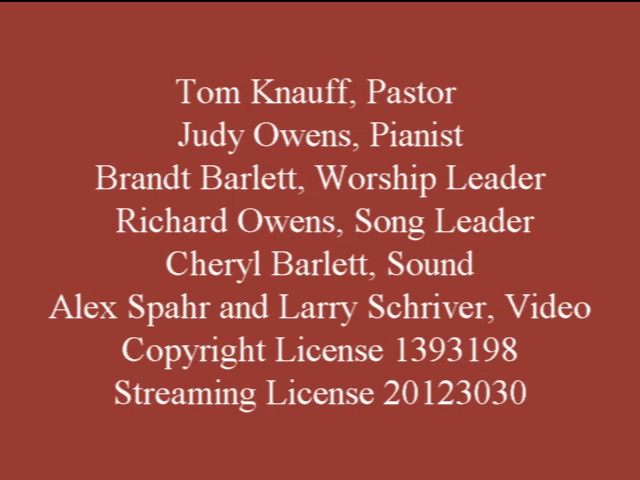 Tom Knauff, Pastor
Judy Owens, Pianist
Brandt Barlett, Worship Leader
Richard Owens, Song Leader
Cheryl Barlett, Sound
Alex Spahr and Larry Schriver, Video
Copyright License 1393198
Streaming License 20123030